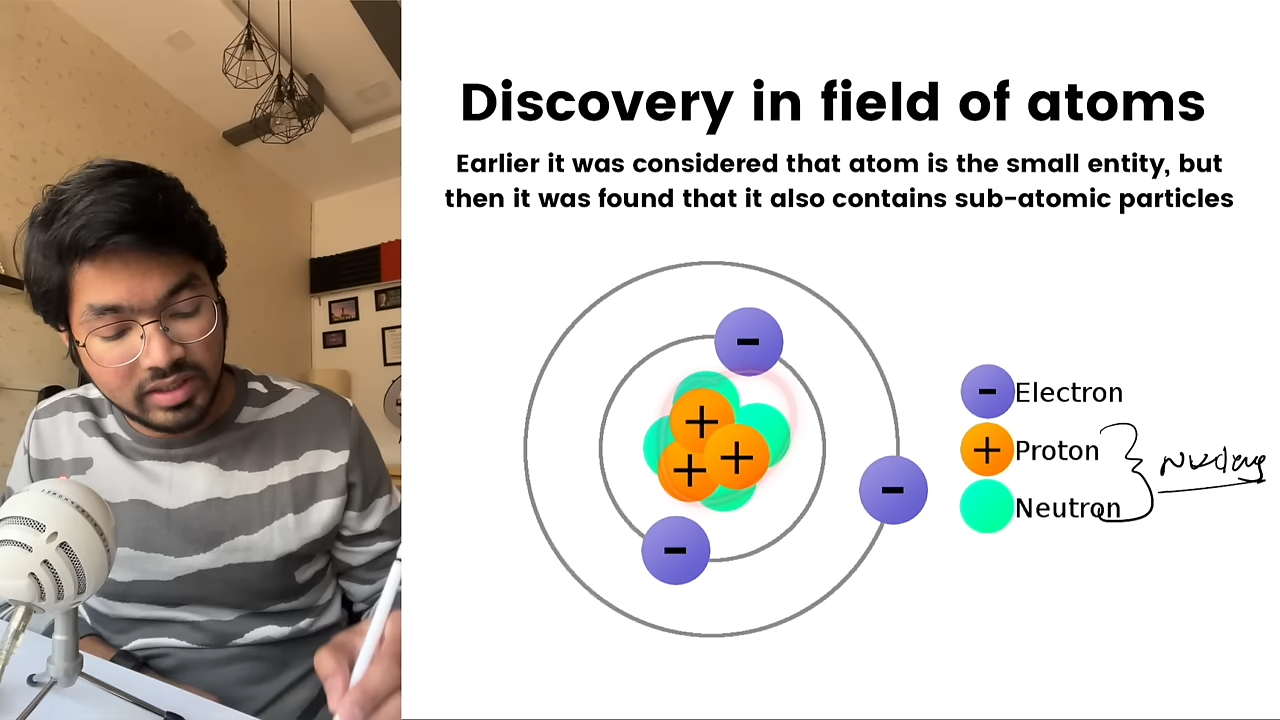 Discovery in field of atoms
Earlier it was considered that atom is the small entity, but
then it was found that it also contains sub-atomic particles
−
+
+
+
−
−
− Electron
+ Proton
Neutron